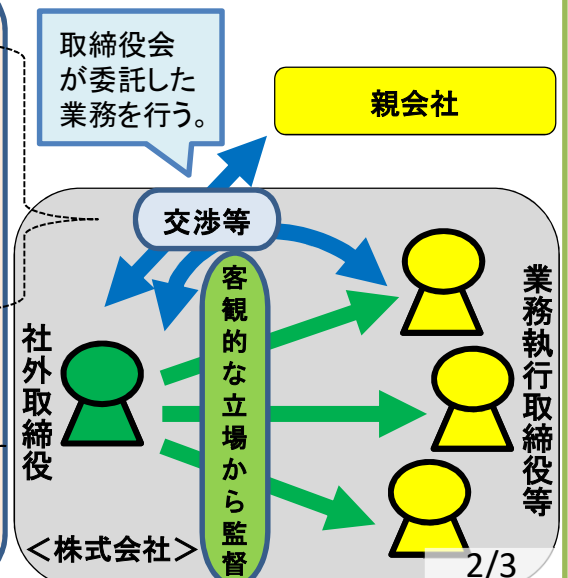 取締役会
が委託した
業務を行う。
親会社
交渉等
客観的な立場から監督
社外取締役
業務執行取締役等
＜株式会社＞
2/3